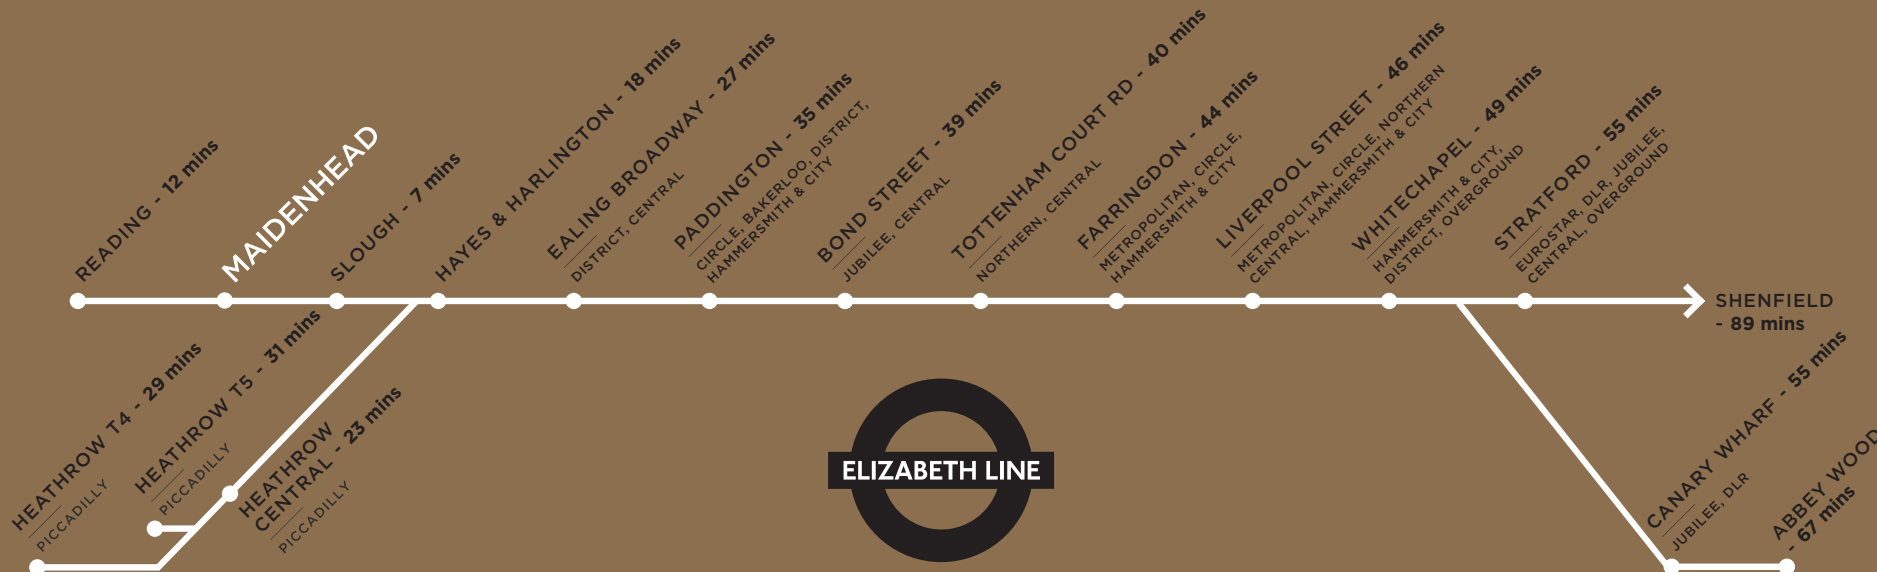 READING - 12 mins
MAIDENHEAD
SLOUGH - 7 mins
HAYES & HARLINGTON - 18 mins
EALING BROADWAY - 27 mins
DISTRICT, CENTRAL
PADDINGTON - 35 mins
CIRCLE, BAKERLOO, DISTRICT,
HAMMERSMITH & CITY
BOND STREET - 39 mins
JUBILEE, CENTRAL
TOTTENHAM COURT RD - 40 mins
NORTHERN, CENTRAL
FARRINGDON - 44 mins
METROPOLITAN, CIRCLE,
HAMMERSMITH & CITY
LIVERPOOL STREET - 46 mins
METROPOLITAN, CIRCLE, NORTHERN
CENTRAL, HAMMERSMITH & CITY
WHITECHAPEL - 49 mins
HAMMERSMITH & CITY,
DISTRICT, OVERGROUND
STRATFORD - 55 mins
EUROSTAR, DLR, JUBILEE,
CENTRAL, OVERGROUND
SHENFIELD
- 89 mins
HEATHROW T4 - 29 mins
PICCADILLY
HEATHROW T5 - 31 mins
PICCADILLY
HEATHROW
CENTRAL - 23 mins
PICCADILLY
ELIZABETH LINE
CANARY WHARF - 55 mins
JUBILEE, DLR
ABBEY WOOD
- 67 mins